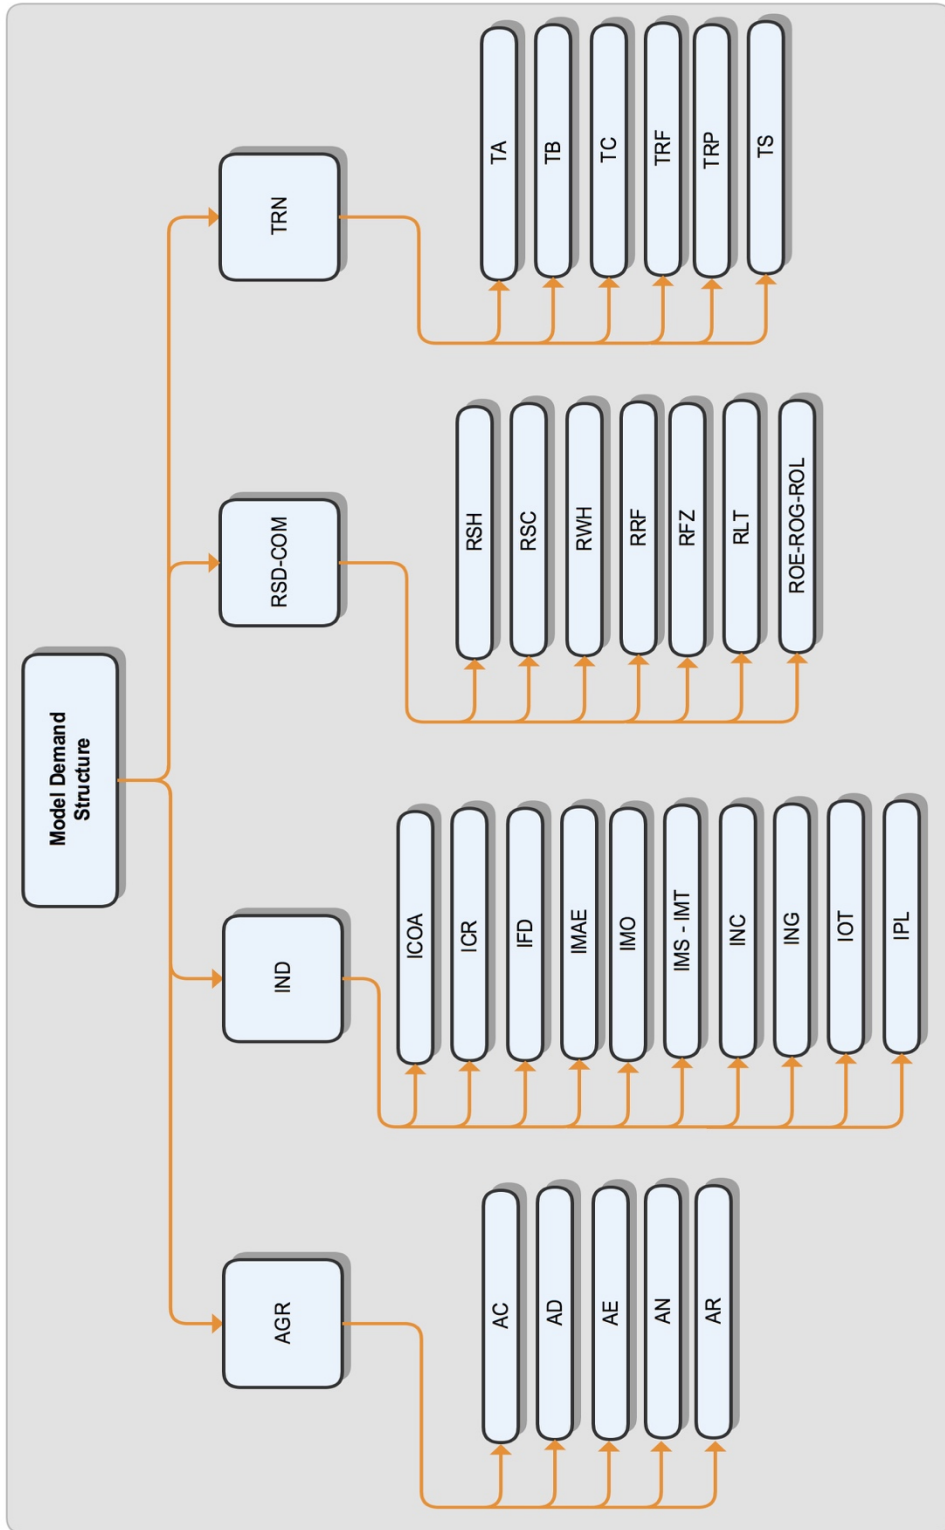 Model Demand
Structure
AGR
IND
RSD-COM
TRN
AC
AD
AE
AN
AR
ICOA
ICR
IFD
IMAE
IMO
IMS - IMT
INC
ING
IOT
IPL
RSH
RSC
RWH
RRF
RFZ
RLT
ROE-ROG-ROL
TA
TB
TC
TRF
TRP
TS